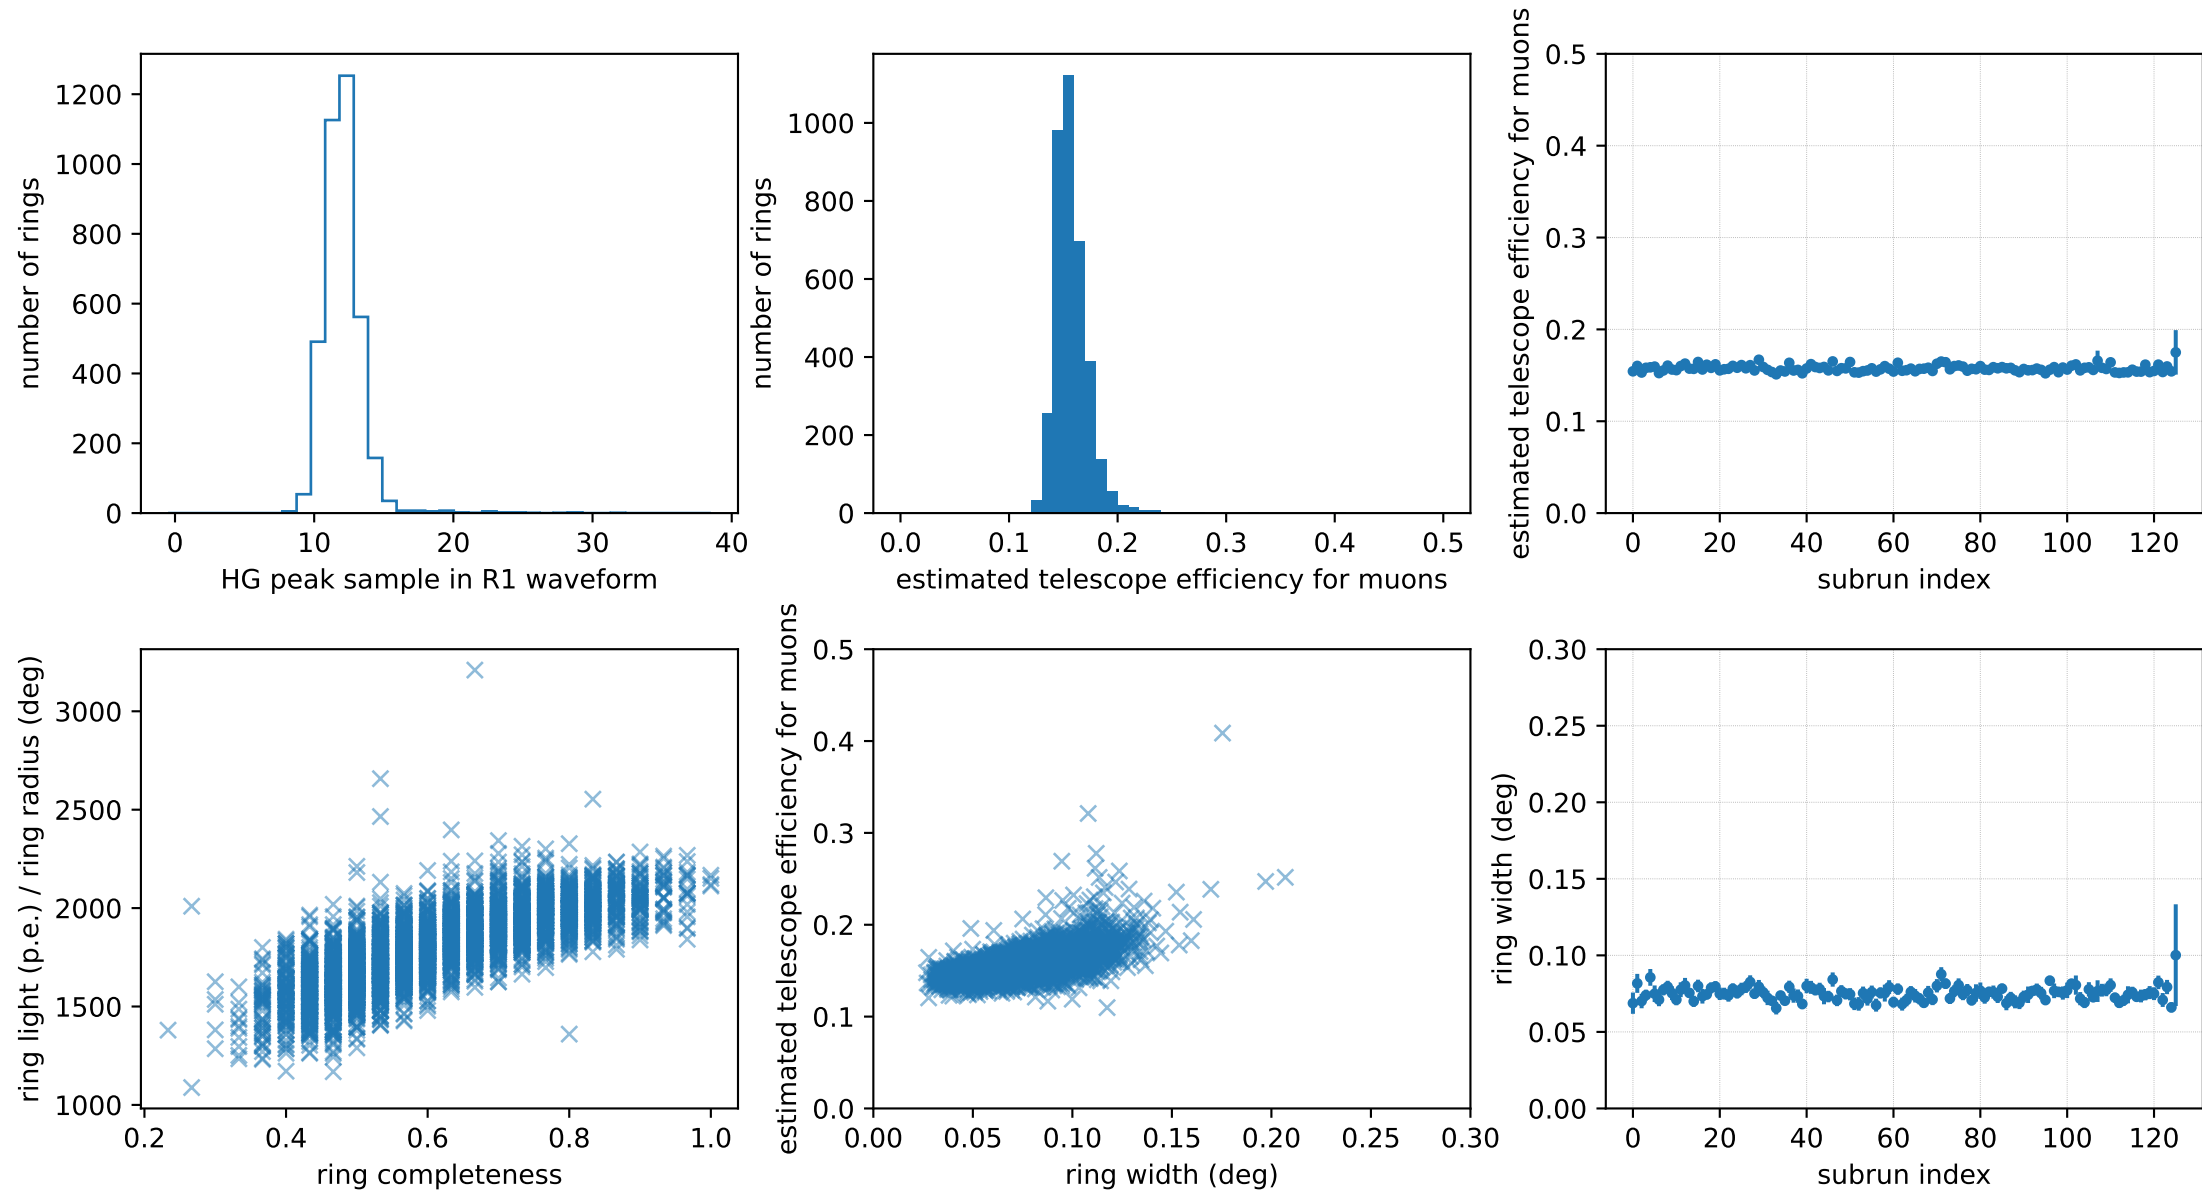 number of rings
1200
1000
800
600
400
200
0
0 10 20 30 40
HG peak sample in R1 waveform
number of rings
1000
800
600
400
200
0
0.0 0.1 0.2 0.3 0.4 0.5
estimated telescope efficiency for muons
estimated telescope efficiency for muons
0.5
0.4
0.3
0.2
0.1
0.0
0 20 40 60 80 100 120
subrun index
ring light (p.e.) / ring radius (deg)
3000
2500
2000
1500
1000
0.2 0.4 0.6 0.8 1.0
ring completeness
estimated telescope efficiency for muons
0.5
0.4
0.3
0.2
0.1
0.0
0.00 0.05 0.10 0.15 0.20 0.25 0.30
ring width (deg)
ring width (deg)
0.30
0.25
0.20
0.15
0.10
0.05
0.00
0 20 40 60 80 100 120
subrun index